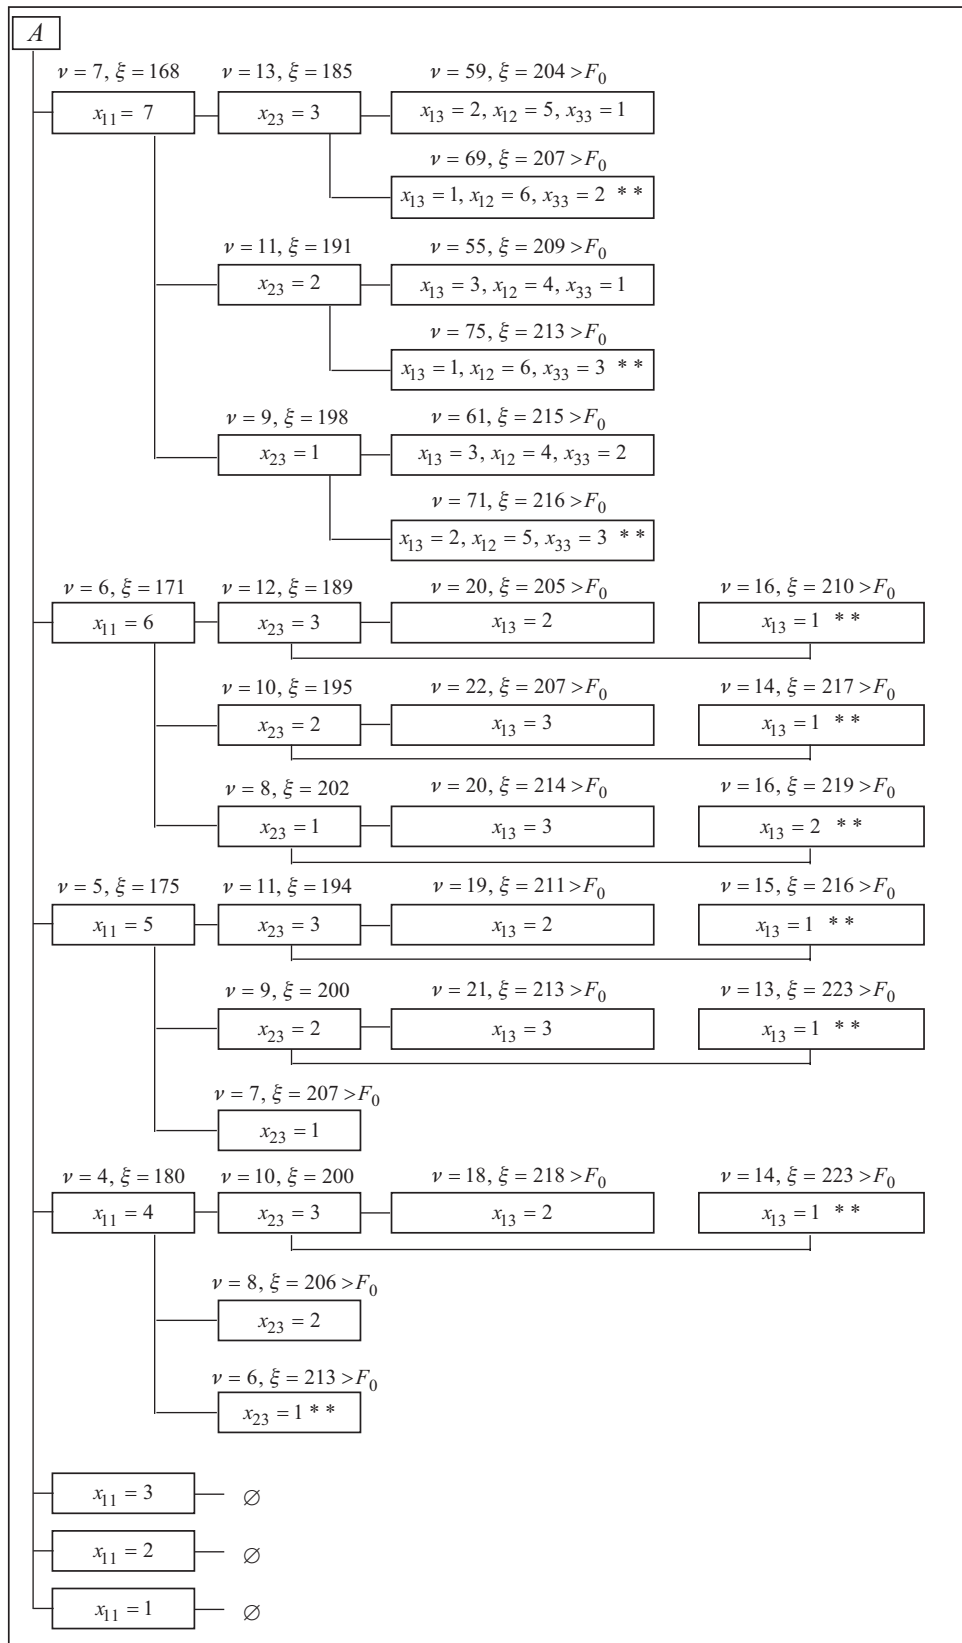 A
ν = 7, ξ = 168 ν = 13, ξ = 185 ν = 59, ξ = 204 >F₀
x₁₁ = 7 x₂₃ = 3 x₁₃ = 2, x₁₂ = 5, x₃₃ = 1
ν = 69, ξ = 207 >F₀
x₁₃ = 1, x₁₂ = 6, x₃₃ = 2 * *
ν = 11, ξ = 191 ν = 55, ξ = 209 >F₀
x₂₃ = 2 x₁₃ = 3, x₁₂ = 4, x₃₃ = 1
ν = 75, ξ = 213 >F₀
x₁₃ = 1, x₁₂ = 6, x₃₃ = 3 * *
ν = 9, ξ = 198 ν = 61, ξ = 215 >F₀
x₂₃ = 1 x₁₃ = 3, x₁₂ = 4, x₃₃ = 2
ν = 71, ξ = 216 >F₀
x₁₃ = 2, x₁₂ = 5, x₃₃ = 3 * *
ν = 6, ξ = 171 ν = 12, ξ = 189 ν = 20, ξ = 205 >F₀ ν = 16, ξ = 210 >F₀
x₁₁ = 6 x₂₃ = 3 x₁₃ = 2 x₁₃ = 1 * *
ν = 10, ξ = 195 ν = 22, ξ = 207 >F₀ ν = 14, ξ = 217 >F₀
x₂₃ = 2 x₁₃ = 3 x₁₃ = 1 * *
ν = 8, ξ = 202 ν = 20, ξ = 214 >F₀ ν = 16, ξ = 219 >F₀
x₂₃ = 1 x₁₃ = 3 x₁₃ = 2 * *
ν = 5, ξ = 175 ν = 11, ξ = 194 ν = 19, ξ = 211 >F₀ ν = 15, ξ = 216 >F₀
x₁₁ = 5 x₂₃ = 3 x₁₃ = 2 x₁₃ = 1 * *
ν = 9, ξ = 200 ν = 21, ξ = 213 >F₀ ν = 13, ξ = 223 >F₀
x₂₃ = 2 x₁₃ = 3 x₁₃ = 1 * *
ν = 7, ξ = 207 >F₀
x₂₃ = 1
ν = 4, ξ = 180 ν = 10, ξ = 200 ν = 18, ξ = 218 >F₀ ν = 14, ξ = 223 >F₀
x₁₁ = 4 x₂₃ = 3 x₁₃ = 2 x₁₃ = 1 * *
ν = 8, ξ = 206 >F₀
x₂₃ = 2
ν = 6, ξ = 213 >F₀
x₂₃ = 1 * *
x₁₁ = 3 ∅
x₁₁ = 2 ∅
x₁₁ = 1 ∅